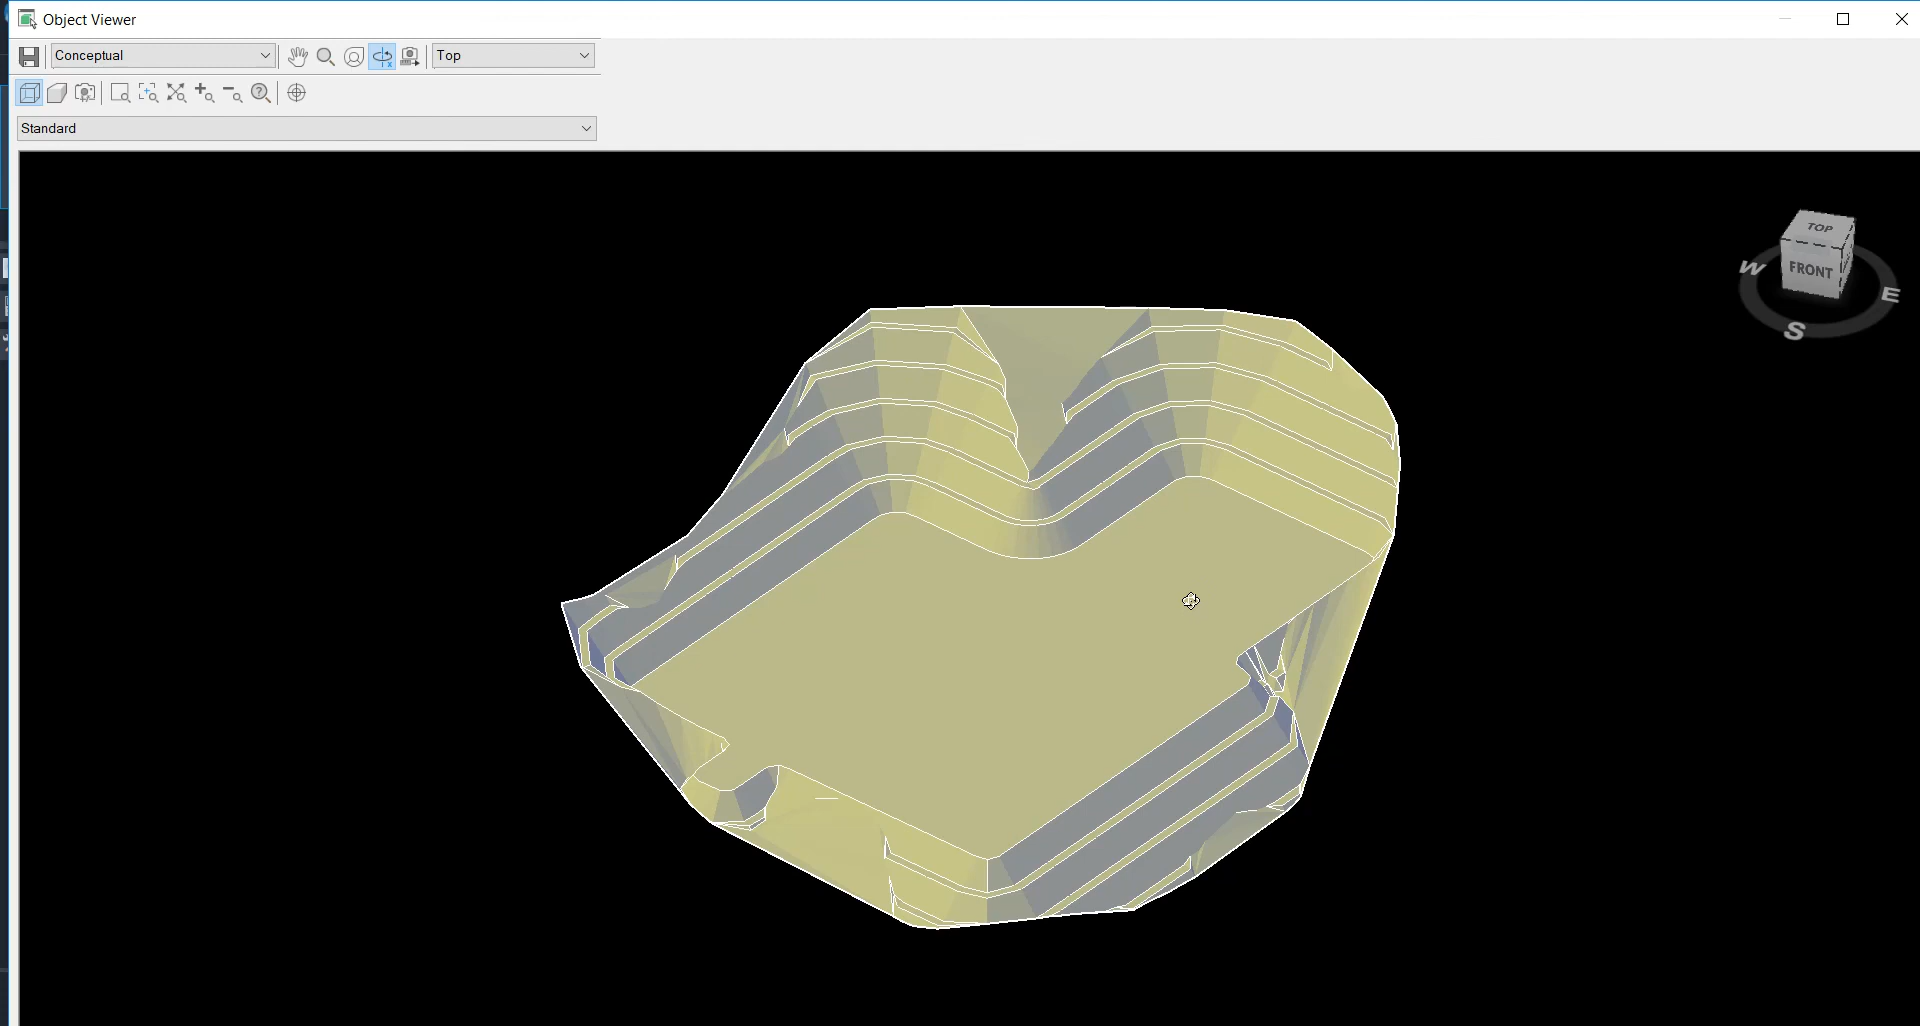 Object Viewer
Conceptual
Top
Standard
TOP
FRONT
W
E
S